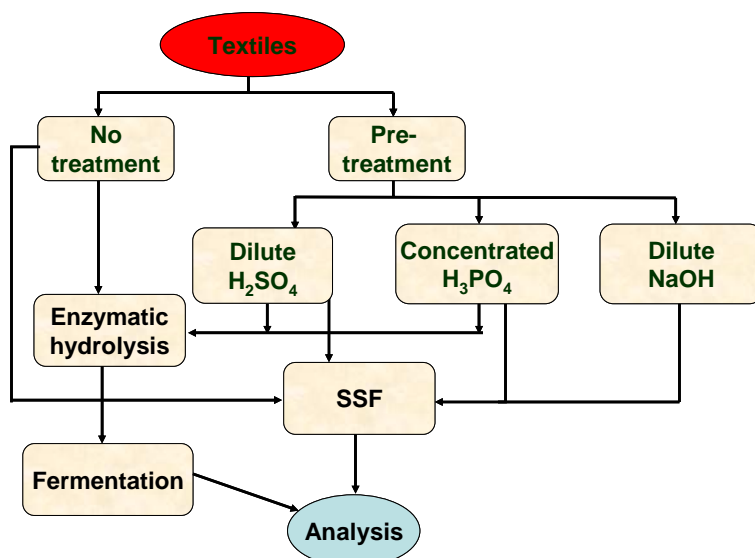 Textiles
No
treatment
Pre-
treatment
Dilute
H₂SO₄
Concentrated
H₃PO₄
Dilute
NaOH
Enzymatic
hydrolysis
SSF
Fermentation
Analysis